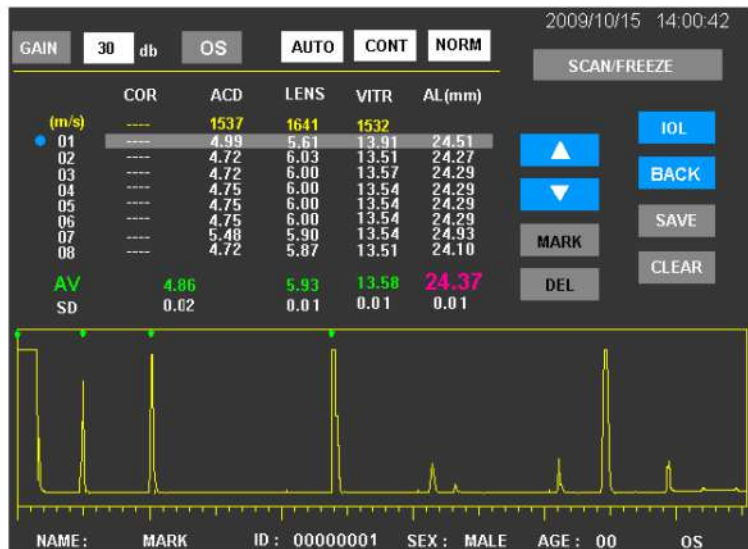 2009/10/15 14:00:42
GAIN 30 db OS AUTO CONT NORM
SCAN/FREEZE
COR ACD LENS VITR AL(mm)
(m/s) ---- 1537 1641 1532
01 ---- 4.99 5.61 13.91 24.51
02 ---- 4.72 6.03 13.51 24.27
03 ---- 4.72 6.00 13.57 24.29
04 ---- 4.75 6.00 13.54 24.29
05 ---- 4.75 6.00 13.54 24.29
06 ---- 4.75 6.00 13.54 24.29
07 ---- 5.48 5.90 13.54 24.93
08 ---- 4.72 5.87 13.51 24.10
AV 4.86 5.93 13.58 24.37
SD 0.02 0.01 0.01 0.01
IOL
BACK
MARK SAVE
DEL CLEAR
NAME: MARK ID: 00000001 SEX: MALE AGE: 00 OS